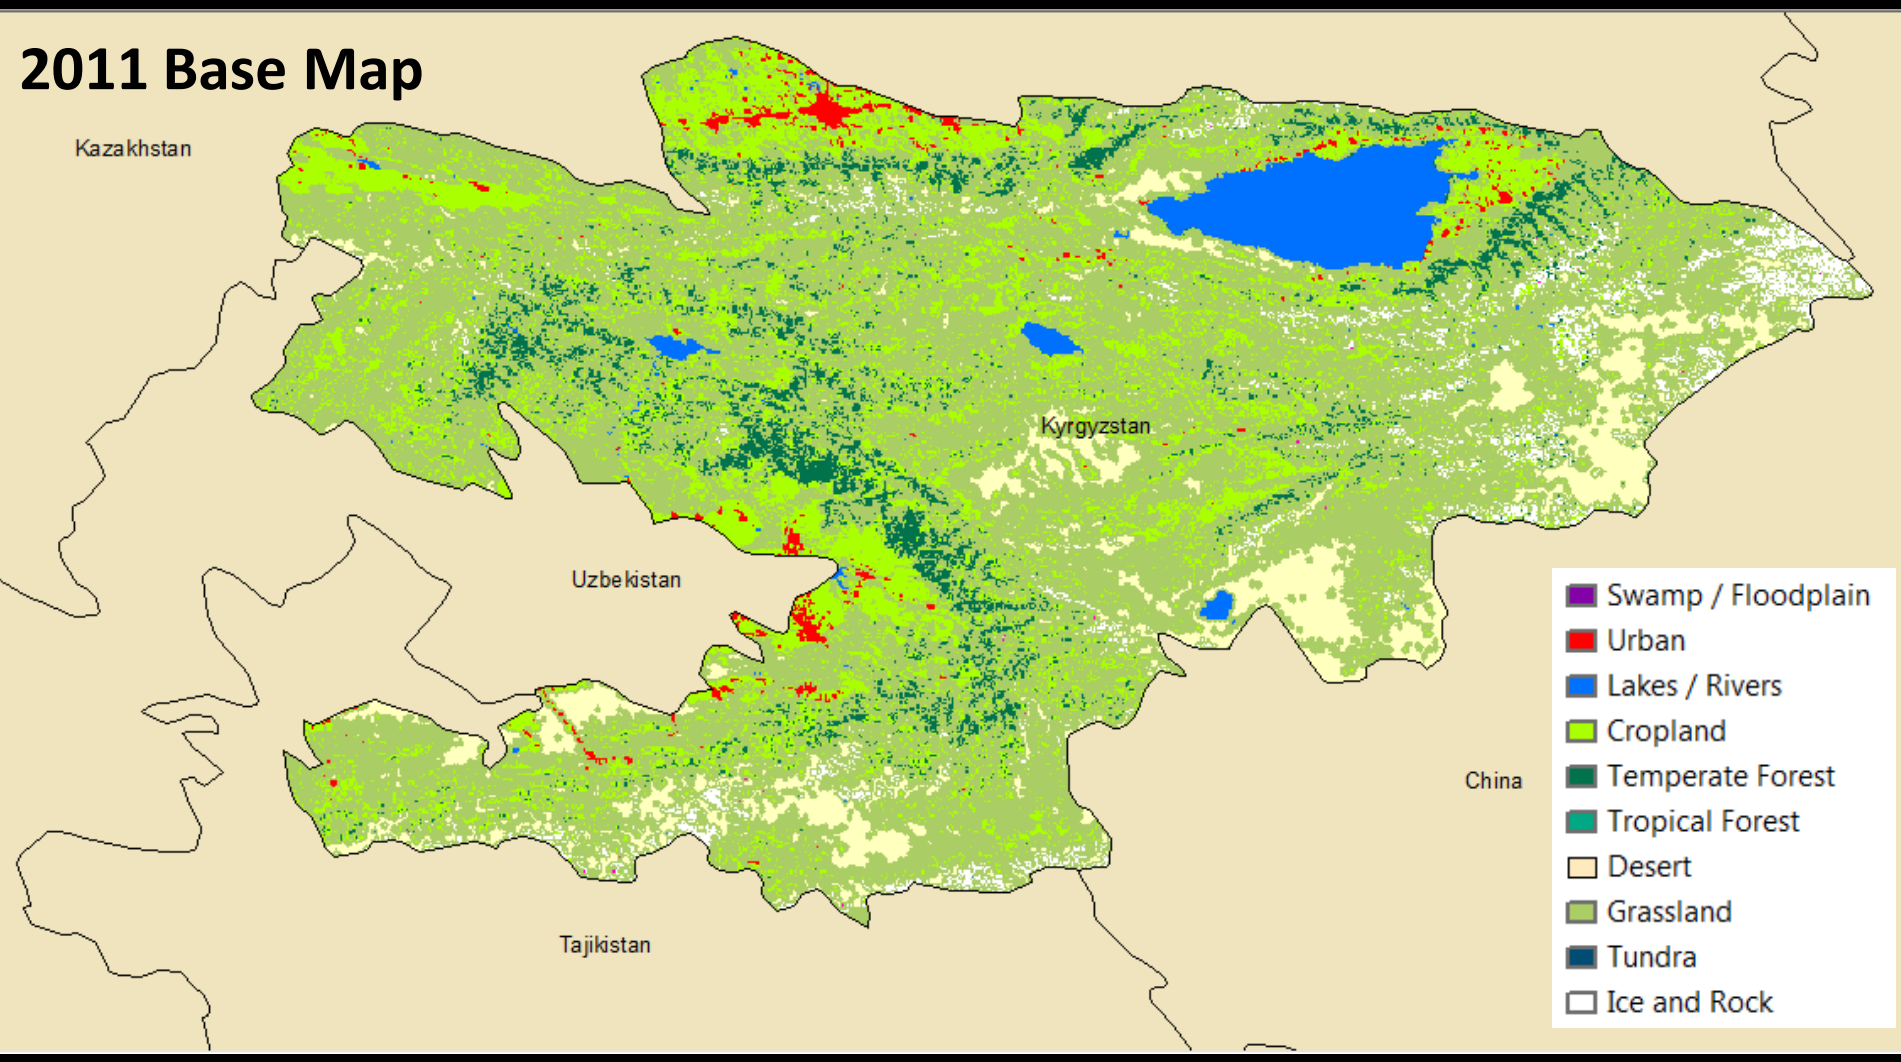 2011 Base Map
Kazakhstan
Kyrgyzstan
Uzbekistan
China
Tajikistan
Swamp / Floodplain
Urban
Lakes / Rivers
Cropland
Temperate Forest
Tropical Forest
Desert
Grassland
Tundra
Ice and Rock